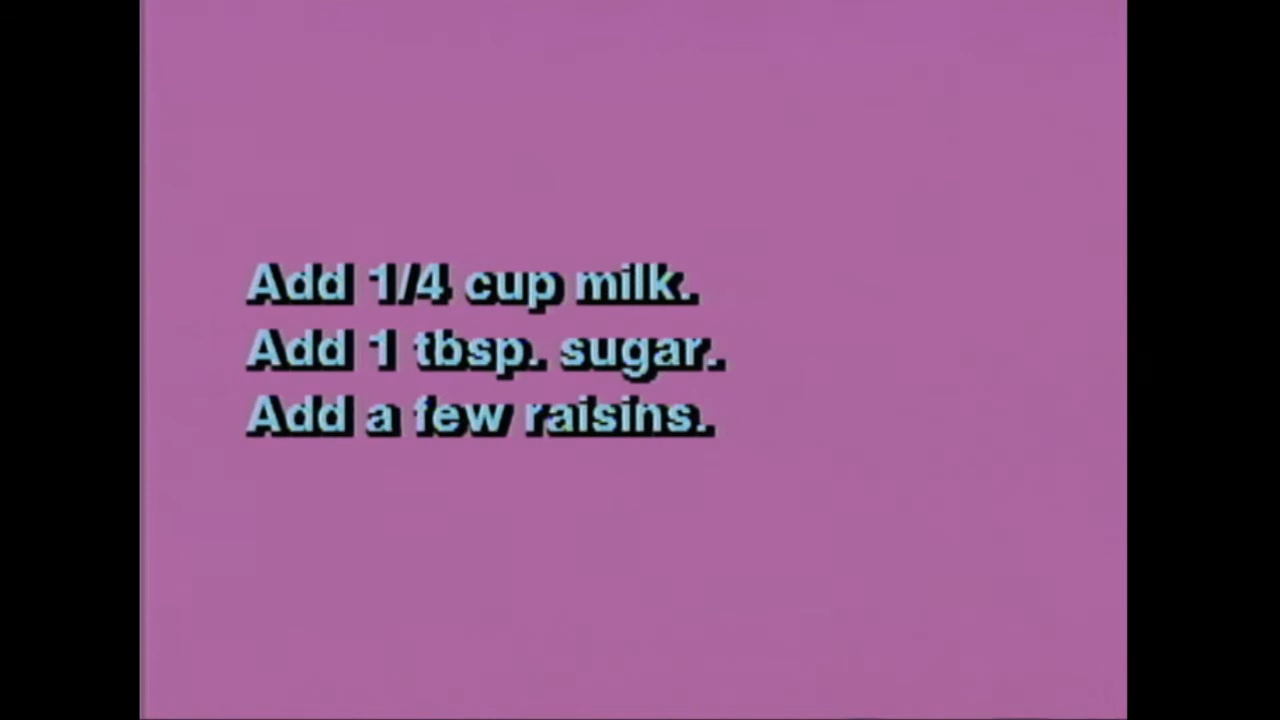 Add 1/4 cup milk.
Add 1 tbsp. sugar.
Add a few raisins.